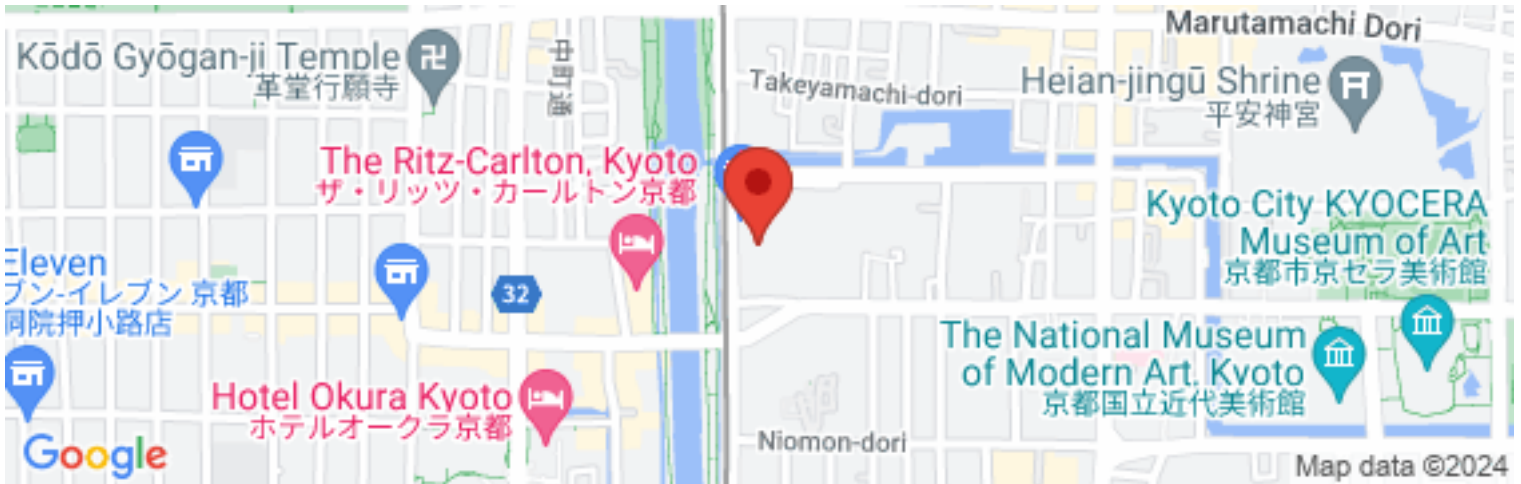 Marutamachi Dori
Kōdō Gyōgan-ji Temple
革堂行願寺
中町通
Takeyamachi-dori
Heian-jingū Shrine
平安神宮
The Ritz-Carlton, Kyoto
ザ・リッツ・カールトン京都
Kyoto City KYOCERA
Museum of Art
京都市京セラ美術館
Eleven
ブン-イレブン 京都
洞院押小路店
32
The National Museum
of Modern Art, Kyoto
京都国立近代美術館
Hotel Okura Kyoto
ホテルオークラ京都
Niomon-dori
Google
Map data ©2024